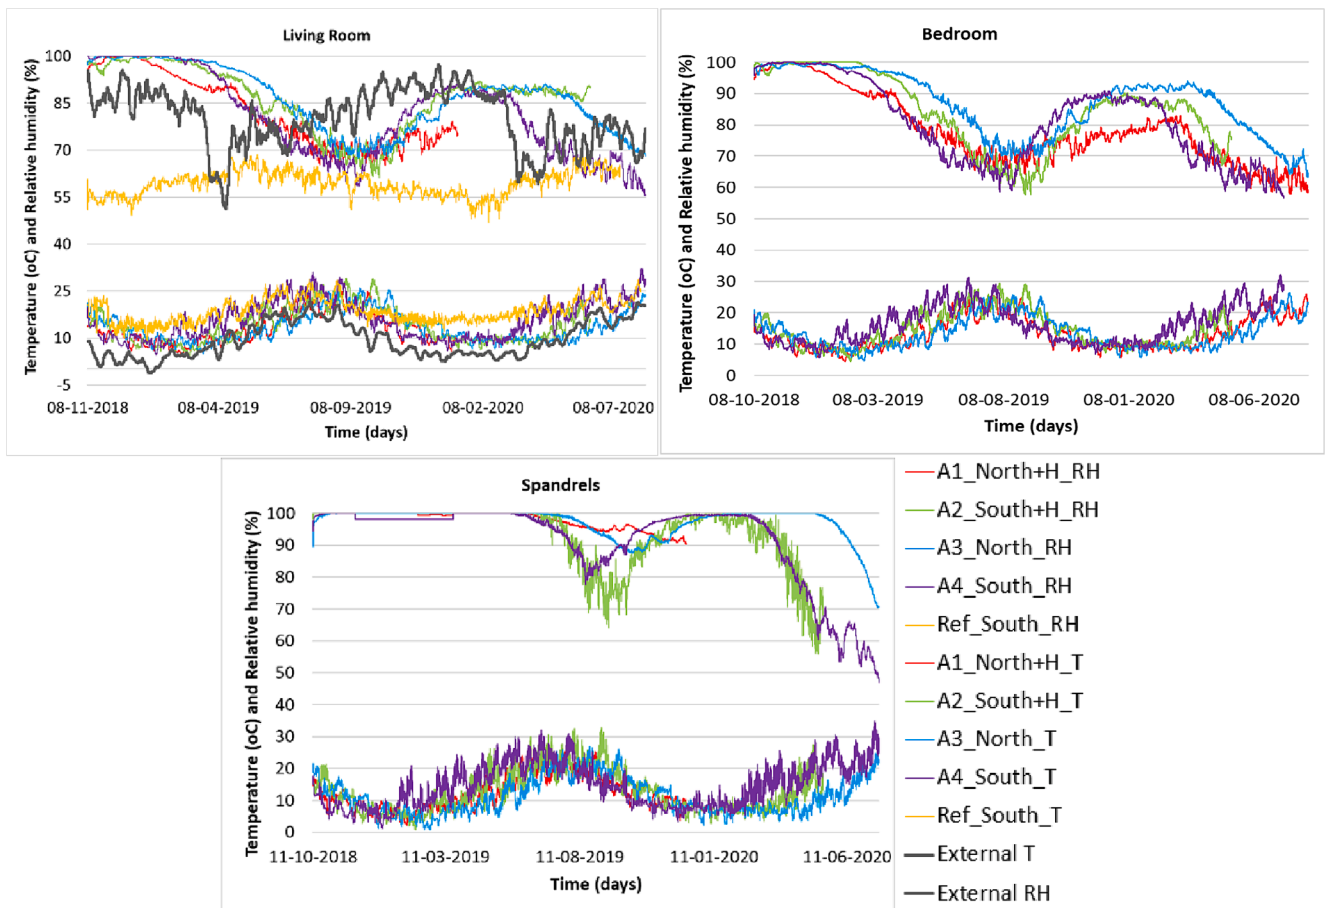 Living Room
Temperature (oC) and Relative humidity (%)
100
85
70
55
40
25
10
-5
08-11-2018 08-04-2019 08-09-2019 08-02-2020 08-07-2020
Time (days)
Bedroom
Temperature (oC) and Relative humidity (%)
100
90
80
70
60
50
40
30
20
10
0
08-10-2018 08-03-2019 08-08-2019 08-01-2020 08-06-2020
Time (days)
Spandrels
Temperature (oC) and Relative humidity (%)
100
90
80
70
60
50
40
30
20
10
0
11-10-2018 11-03-2019 11-08-2019 11-01-2020 11-06-2020
Time (days)
A1_North+H_RH
A2_South+H_RH
A3_North_RH
A4_South_RH
Ref_South_RH
A1_North+H_T
A2_South+H_T
A3_North_T
A4_South_T
Ref_South_T
External T
External RH